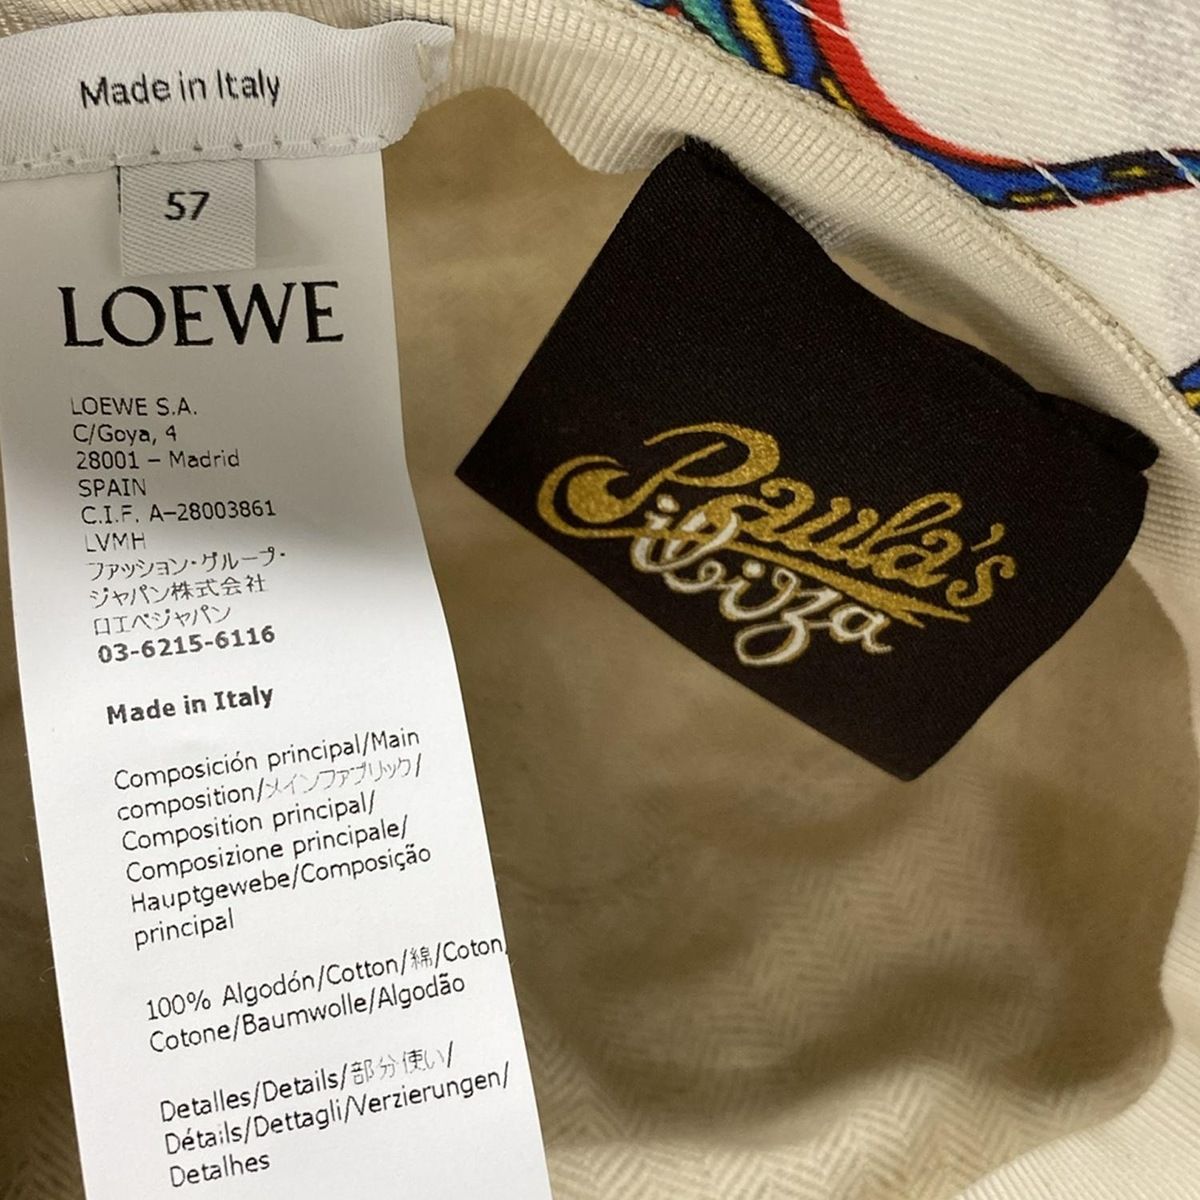 Made in Italy
57
LOEWE
LOEWE S.A.
C/Goya, 4
28001 – Madrid
SPAIN
C.I.F. A-28003861
LVMH
ファッション・グループ・
ジャパン株式会社
ロエベジャパン
03-6215-6116
Made in Italy
Composición principal/Main
composition/メインファブリック/
Composition principal/
Composizione principale/
Hauptgewebe/Composição
principal
100% Algodón/Cotton/綿/Coton/
Cotone/Baumwolle/Algodão
Detalles/Details/部分使い/
Détails/Dettagli/Verzierungen/
Detalhes
Paula's
ibiza